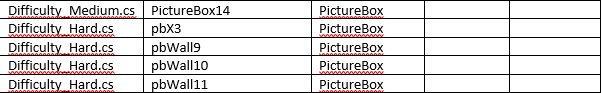 Difficulty_Medium.cs PictureBox14 PictureBox
Difficulty_Hard.cs pbX3 PictureBox
Difficulty_Hard.cs pbWall9 PictureBox
Difficulty_Hard.cs pbWall10 PictureBox
Difficulty_Hard.cs pbWall11 PictureBox